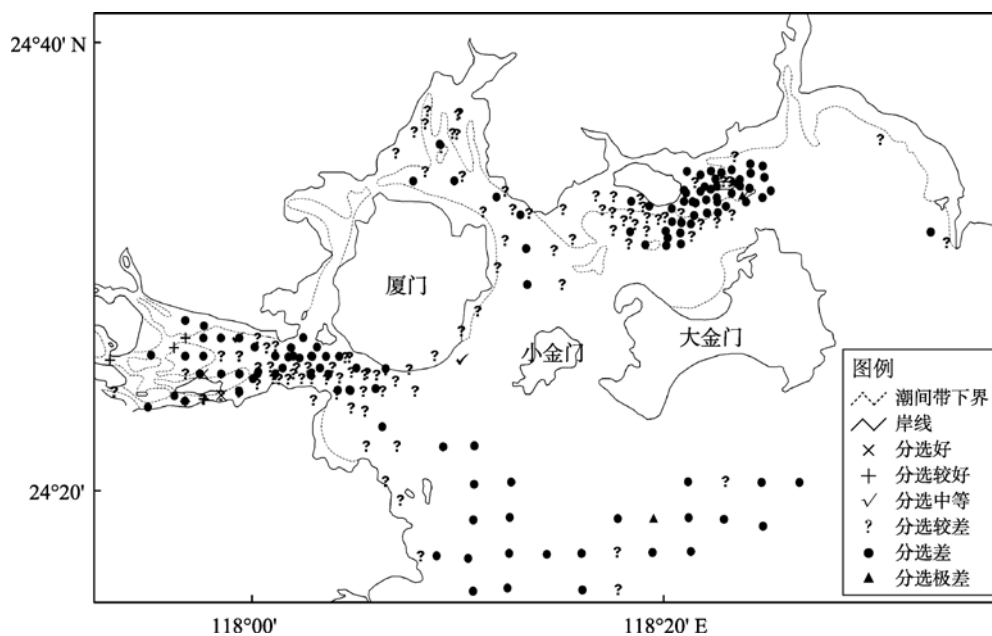 24°40' N
厦门
小金门
大金门
图例
潮间带下界
岸线
分选好
分选较好
分选中等
? 分选较差
分选差
分选极差
24°20'
118°00'
118°20' E